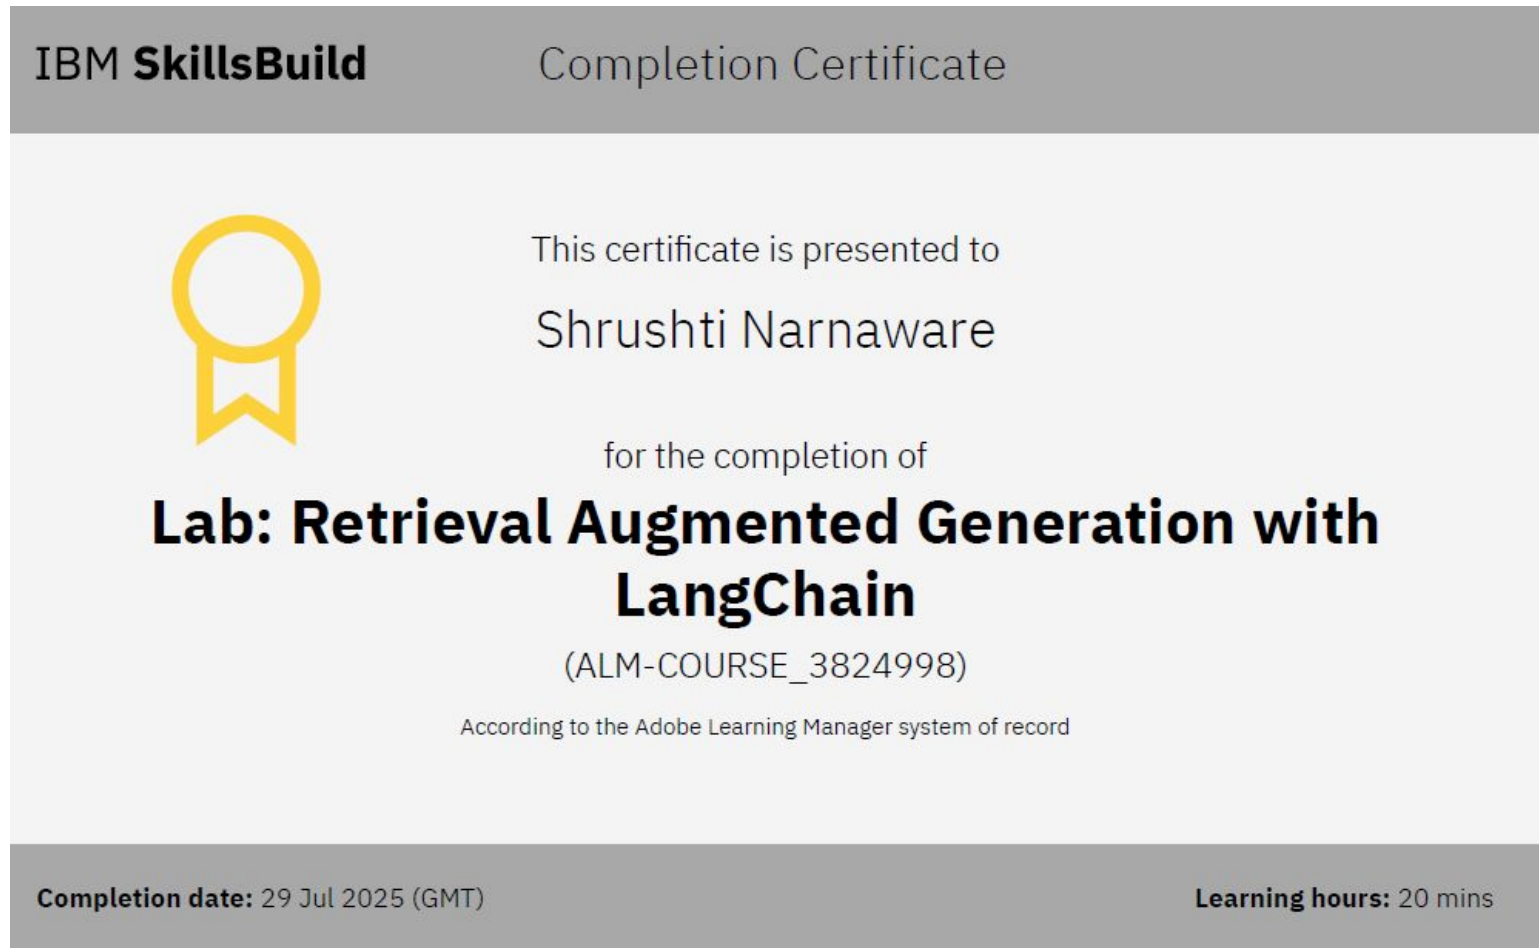 IBM SkillsBuild
Completion Certificate
This certificate is presented to
Shrushti Narnaware
for the completion of
Lab: Retrieval Augmented Generation with
LangChain
(ALM-COURSE_3824998)
According to the Adobe Learning Manager system of record
Completion date: 29 Jul 2025 (GMT)
Learning hours: 20 mins